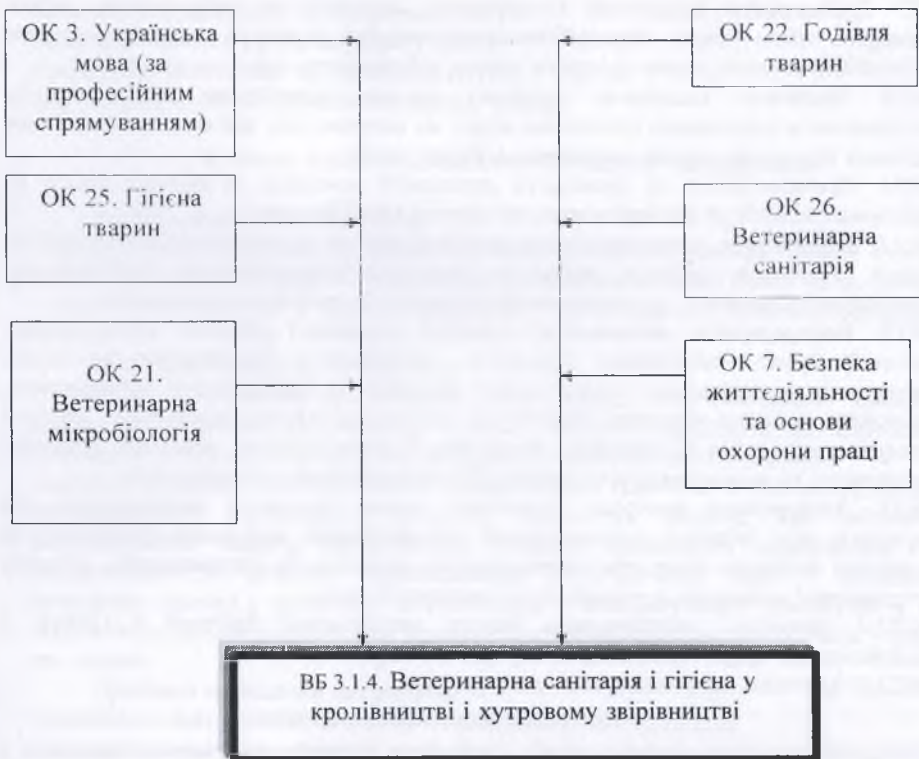 ОК 3. Українська
мова (за
професійним
спрямуванням)
ОК 22. Годівля
тварин
ОК 25. Гігієна
тварин
ОК 26.
Ветеринарна
санітарія
ОК 21.
Ветеринарна
мікробіологія
ОК 7. Безпека
життєдіяльності
та основи
охорони праці
ВБ 3.1.4. Ветеринарна санітарія і гігієна у
кролівництві і хутровому звірівництві